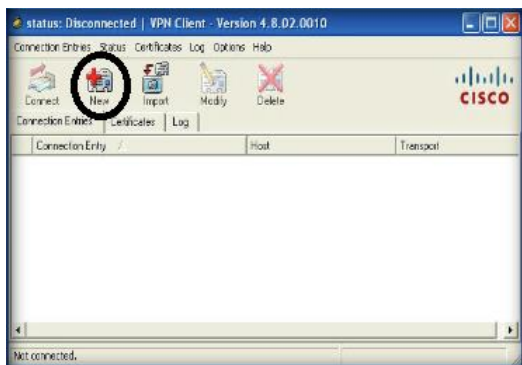 status: Disconnected | VPN Client - Version 4.8.02.0010
Connection Entries Status Certificates Log Options Help
Connect New Import Modify Delete
CISCO
Connection Entries Certificates Log
Connection Entry / Host Transport
Not connected.